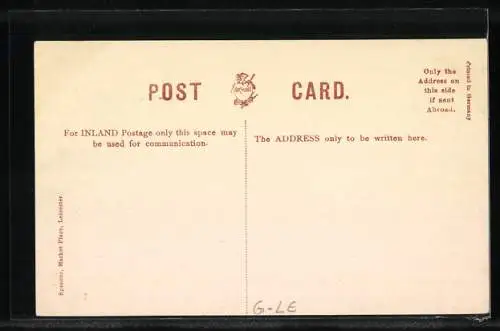 POST CARD.
Only the
Address on
this side
if sent
Abroad.
Printed in Germany
For INLAND Postage only this space may
be used for communication.
The ADDRESS only to be written here.
Market Place, Leicester
G-LE